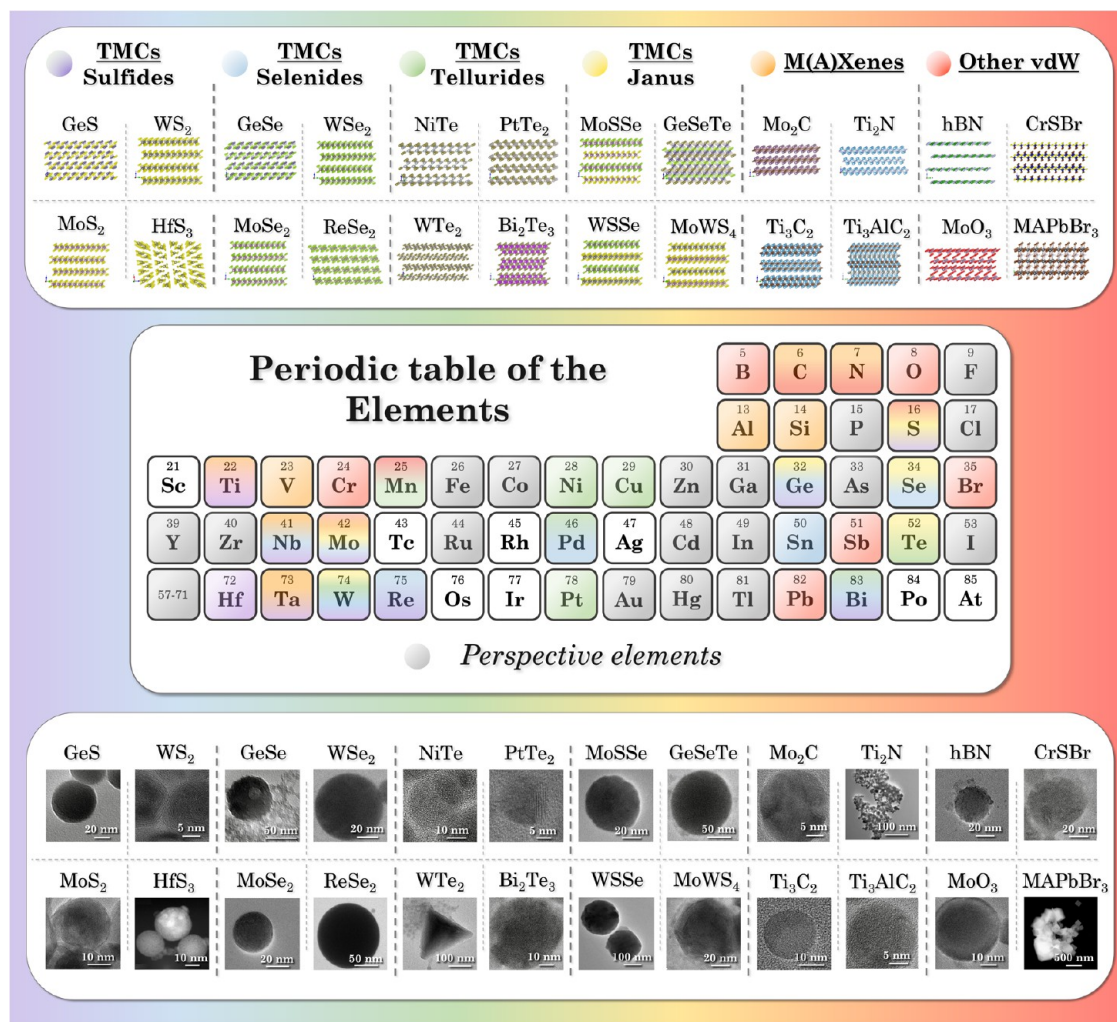 TMCs Sulfides
TMCs Selenides
TMCs Tellurides
TMCs Janus
M(A)Xenes
Other vdW
GeS WS₂ GeSe WSe₂ NiTe PtTe₂ MoSSe GeSeTe Mo₂C Ti₂N hBN CrSBr
MoS₂ HfS₃ MoSe₂ ReSe₂ WTe₂ Bi₂Te₃ WSSe MoWS₄ Ti₃C₂ Ti₃AlC₂ MoO₃ MAPbBr₃
Periodic table of the
Elements
5 6 7 8 9
B C N O F
13 14 15 16 17
Al Si P S Cl
21 22 23 24 25 26 27 28 29 30 31 32 33 34 35
Sc Ti V Cr Mn Fe Co Ni Cu Zn Ga Ge As Se Br
39 40 41 42 43 44 45 46 47 48 49 50 51 52 53
Y Zr Nb Mo Tc Ru Rh Pd Ag Cd In Sn Sb Te I
57-71 72 73 74 75 76 77 78 79 80 81 82 83 84 85
Hf Ta W Re Os Ir Pt Au Hg Tl Pb Bi Po At
Perspective elements
GeS WS₂ GeSe WSe₂ NiTe PtTe₂ MoSSe GeSeTe Mo₂C Ti₂N hBN CrSBr
20 nm 5 nm 50 nm 20 nm 10 nm 5 nm 20 nm 50 nm 5 nm 100 nm 20 nm 20 nm
MoS₂ HfS₃ MoSe₂ ReSe₂ WTe₂ Bi₂Te₃ WSSe MoWS₄ Ti₃C₂ Ti₃AlC₂ MoO₃ MAPbBr₃
10 nm 10 nm 20 nm 50 nm 100 nm 10 nm 100 nm 20 nm 10 nm 5 nm 10 nm 500 nm